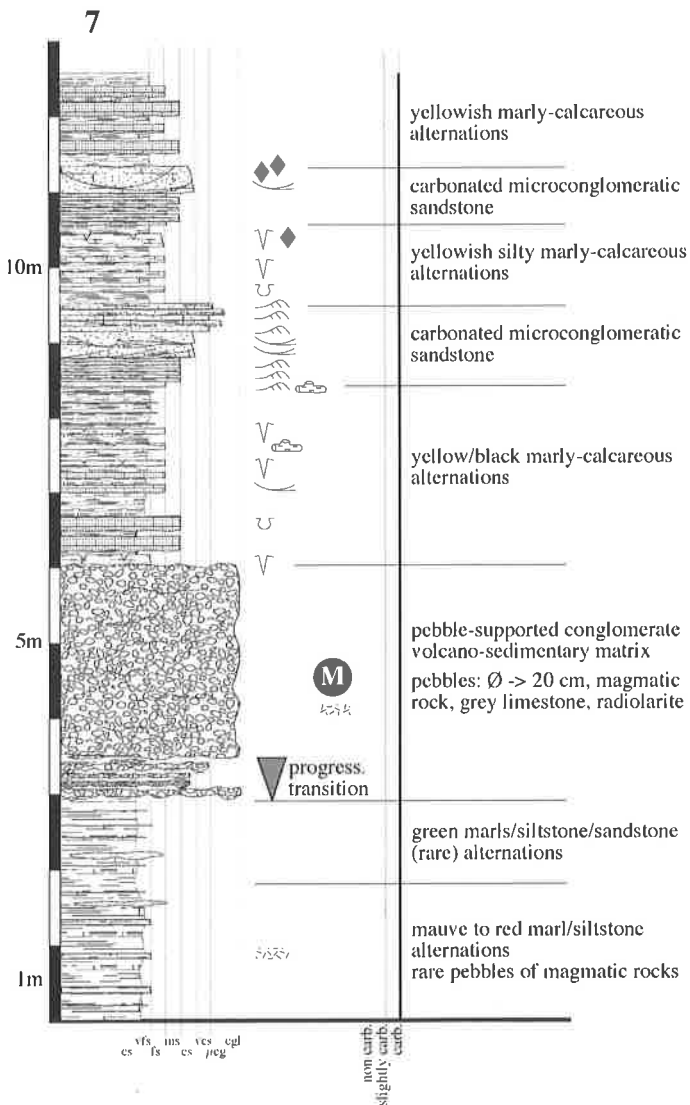 7
yellowish marly-calcareous
alternations
carbonated microconglomeratic
sandstone
10m
yellowish silty marly-calcareous
alternations
carbonated microconglomeratic
sandstone
yellow/black marly-calcareous
alternations
5m
pebble-supported conglomerate
volcano-sedimentary matrix
M
pebbles: Ø -> 20 cm, magmatic
rock, grey limestone, radiolarite
progress.
transition
green marls/siltstone/sandstone
(rare) alternations
mauve to red marl/siltstone
alternations
1m
rare pebbles of magmatic rocks
vfs ms vcs cgl
cs fs cs µcg
non carb.
slightly carb.
carb.